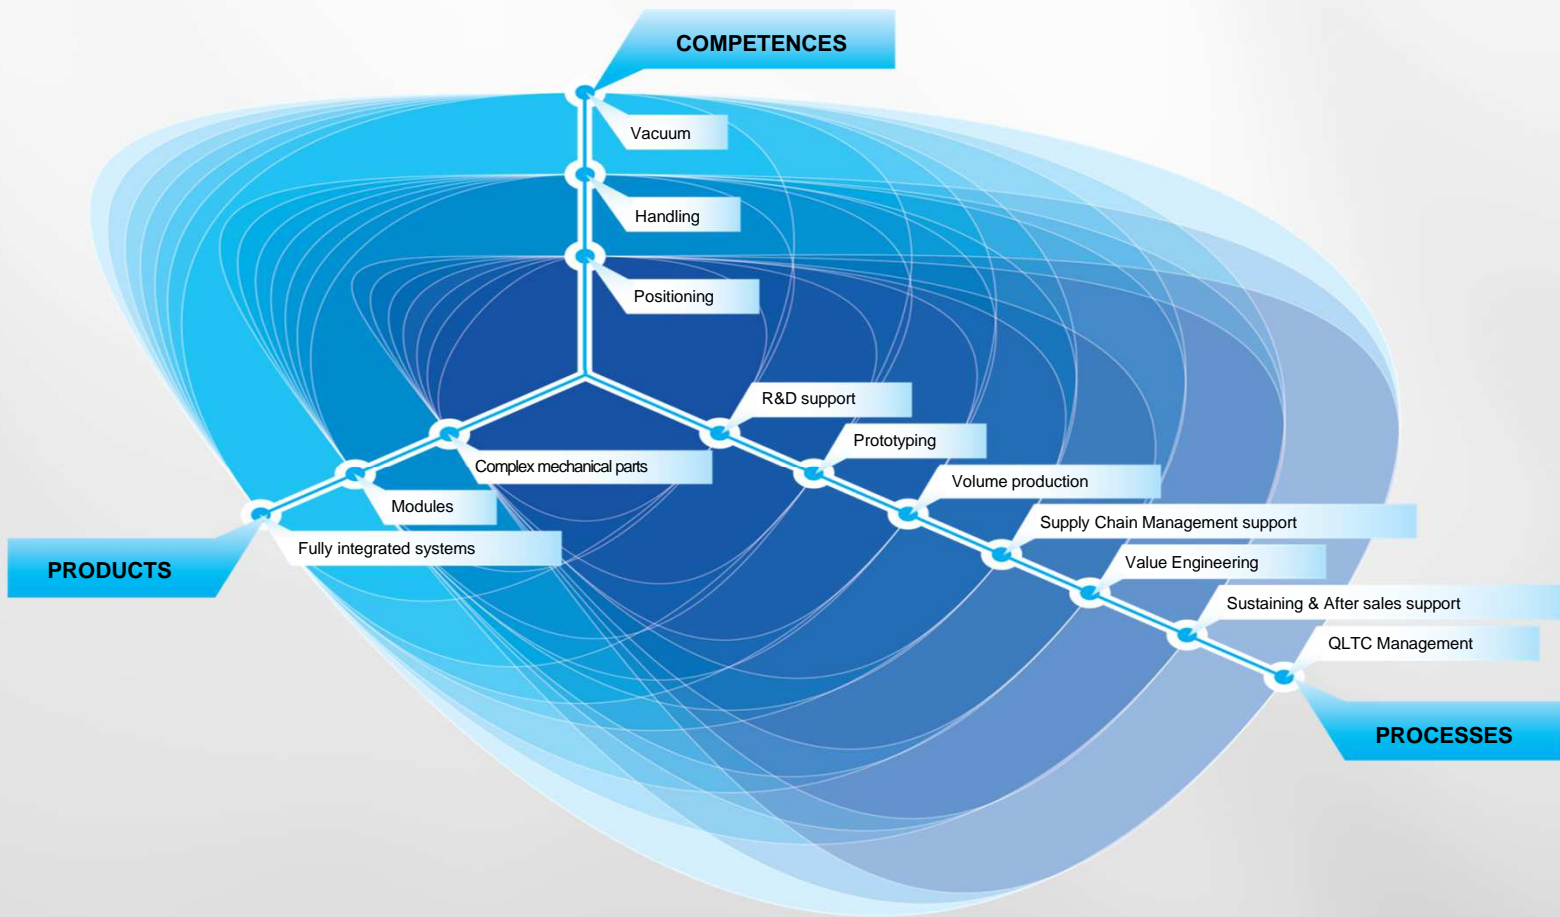 COMPETENCES
Vacuum
Handling
Positioning
R&D support
Prototyping
Complex mechanical parts
Volume production
Modules
Supply Chain Management support
Fully integrated systems
Value Engineering
PRODUCTS
Sustaining & After sales support
QLTC Management
PROCESSES